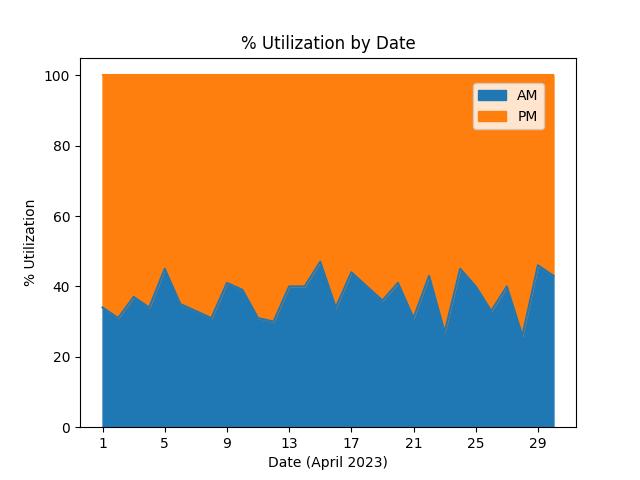 % Utilization by Date
100
80
60
40
20
0
% Utilization
AM
PM
1 5 9 13 17 21 25 29
Date (April 2023)